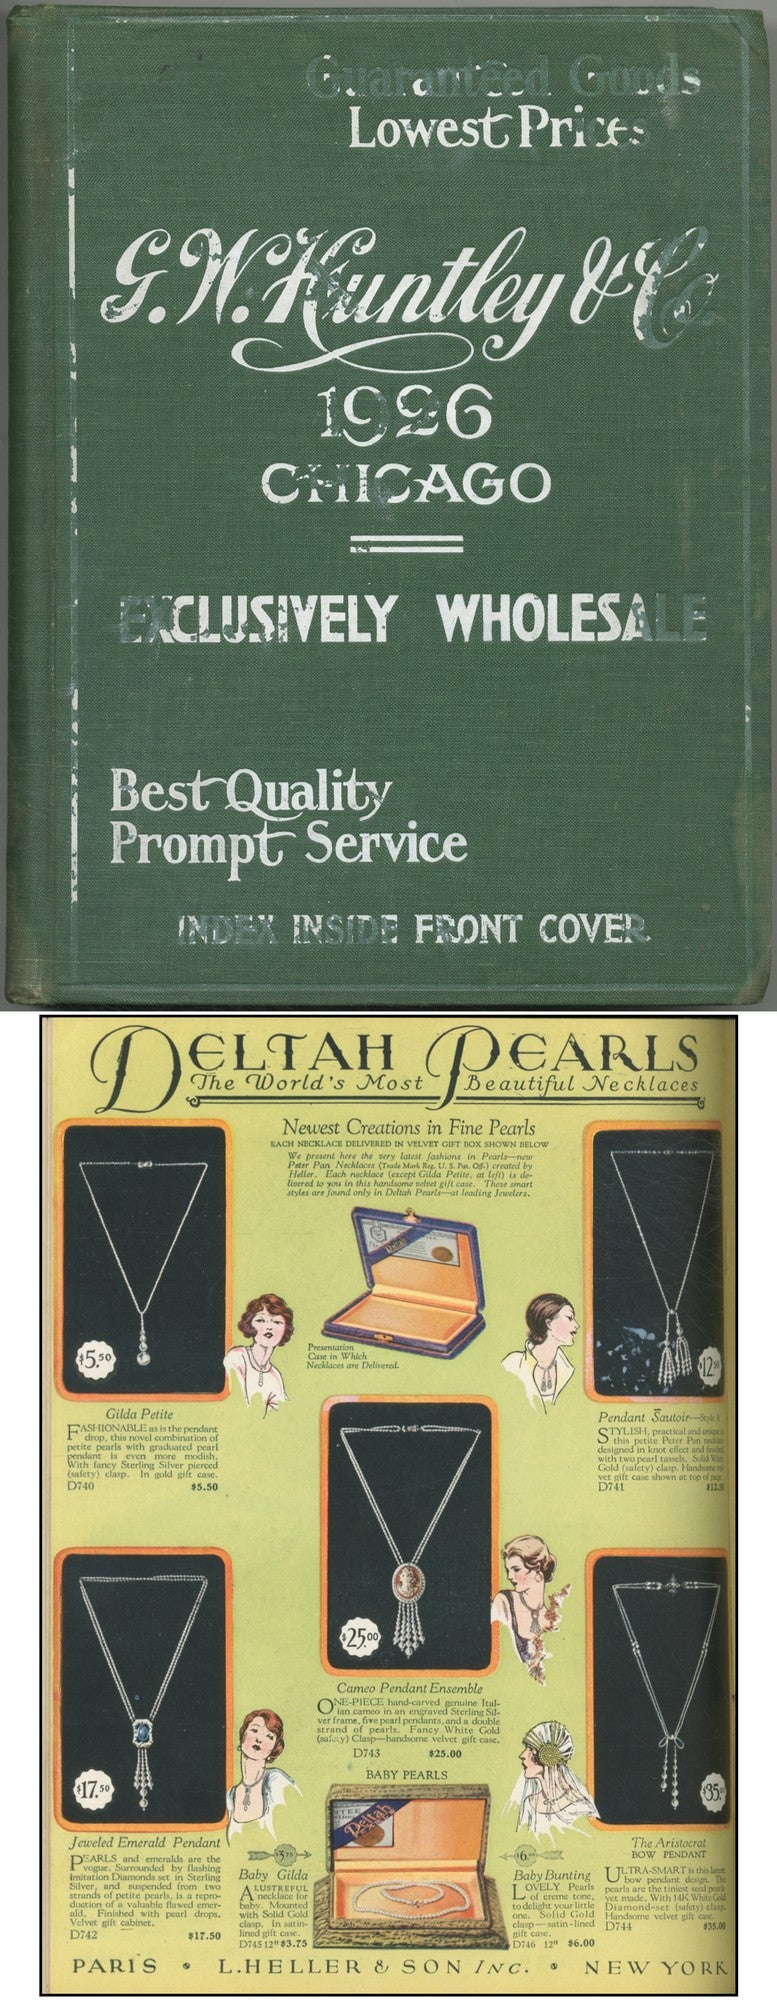 Guaranteed Goods
Lowest Prices
G.W. Huntley & Co.
1926
CHICAGO
EXCLUSIVELY WHOLESALE
Best Quality
Prompt Service
INDEX INSIDE FRONT COVER
DELTAH PEARLS
The World's Most Beautiful Necklaces
Newest Creations in Fine Pearls
EACH NECKLACE DELIVERED IN VELVET GIFT BOX SHOWN BELOW
We present here the very latest fashions in Pearls—new
Peter Pan Necklaces (Trade Mark Reg. U. S. Pat. Off.) created by
Heller. Each necklace (except Gilda Petite, at left) is de-
livered to you in this handsome velvet gift case. These smart
styles are found only in Deltah Pearls—at leading Jewelers.
$5.50
Deltah
Presentation
Case in Which
Necklaces are Delivered.
$12.50
Gilda Petite
FASHIONABLE as is the pendant
drop, this novel combination of
petite pearls with graduated pearl
pendant is even more modish.
With fancy Sterling Silver pierced
(safety) clasp. In gold gift case.
D740 $5.50
Pendant Sautoir—Style A
STYLISH, practical and unique is
this petite Peter Pan necklace
designed in knot effect and finished
with two pearl tassels. Solid White
Gold (safety) clasp. Handsome vel-
vet gift case shown at top of page.
D741 $12.50
$25.00
Cameo Pendant Ensemble
ONE-PIECE hand-carved genuine Ital-
ian cameo in an engraved Sterling Sil-
ver frame, five pearl pendants, and a double
strand of pearls. Fancy White Gold
(safety) Clasp—handsome velvet gift case.
D743 $25.00
$17.50
$35.00
Jeweled Emerald Pendant
PEARLS and emeralds are the
vogue. Surrounded by flashing
imitation Diamonds set in Sterling
Silver, and suspended from two
strands of petite pearls, is a repro-
duction of a valuable flawed emer-
ald. Finished with pearl drops.
Velvet gift cabinet.
D742 $17.50
BABY PEARLS
Deltah
$3.75
Baby Gilda
A LUSTREFUL
necklace for
baby. Mounted
with Solid Gold
clasp. In satin-
lined gift case.
D745 12" $3.75
$6.00
Baby Bunting
LOVELY Pearls
of creme tone,
to delight your little
one. Solid Gold
clasp—satin-lined
gift case.
D746 12" $6.00
The Aristocrat
BOW PENDANT
ULTRA-SMART is this latest
bow pendant design. The
pearls are the tiniest seed pearls
yet made. With 14K White Gold
Diamond-set (safety) clasp.
Handsome velvet gift case.
D744 $35.00
PARIS • L. HELLER & SON INC. • NEW YORK